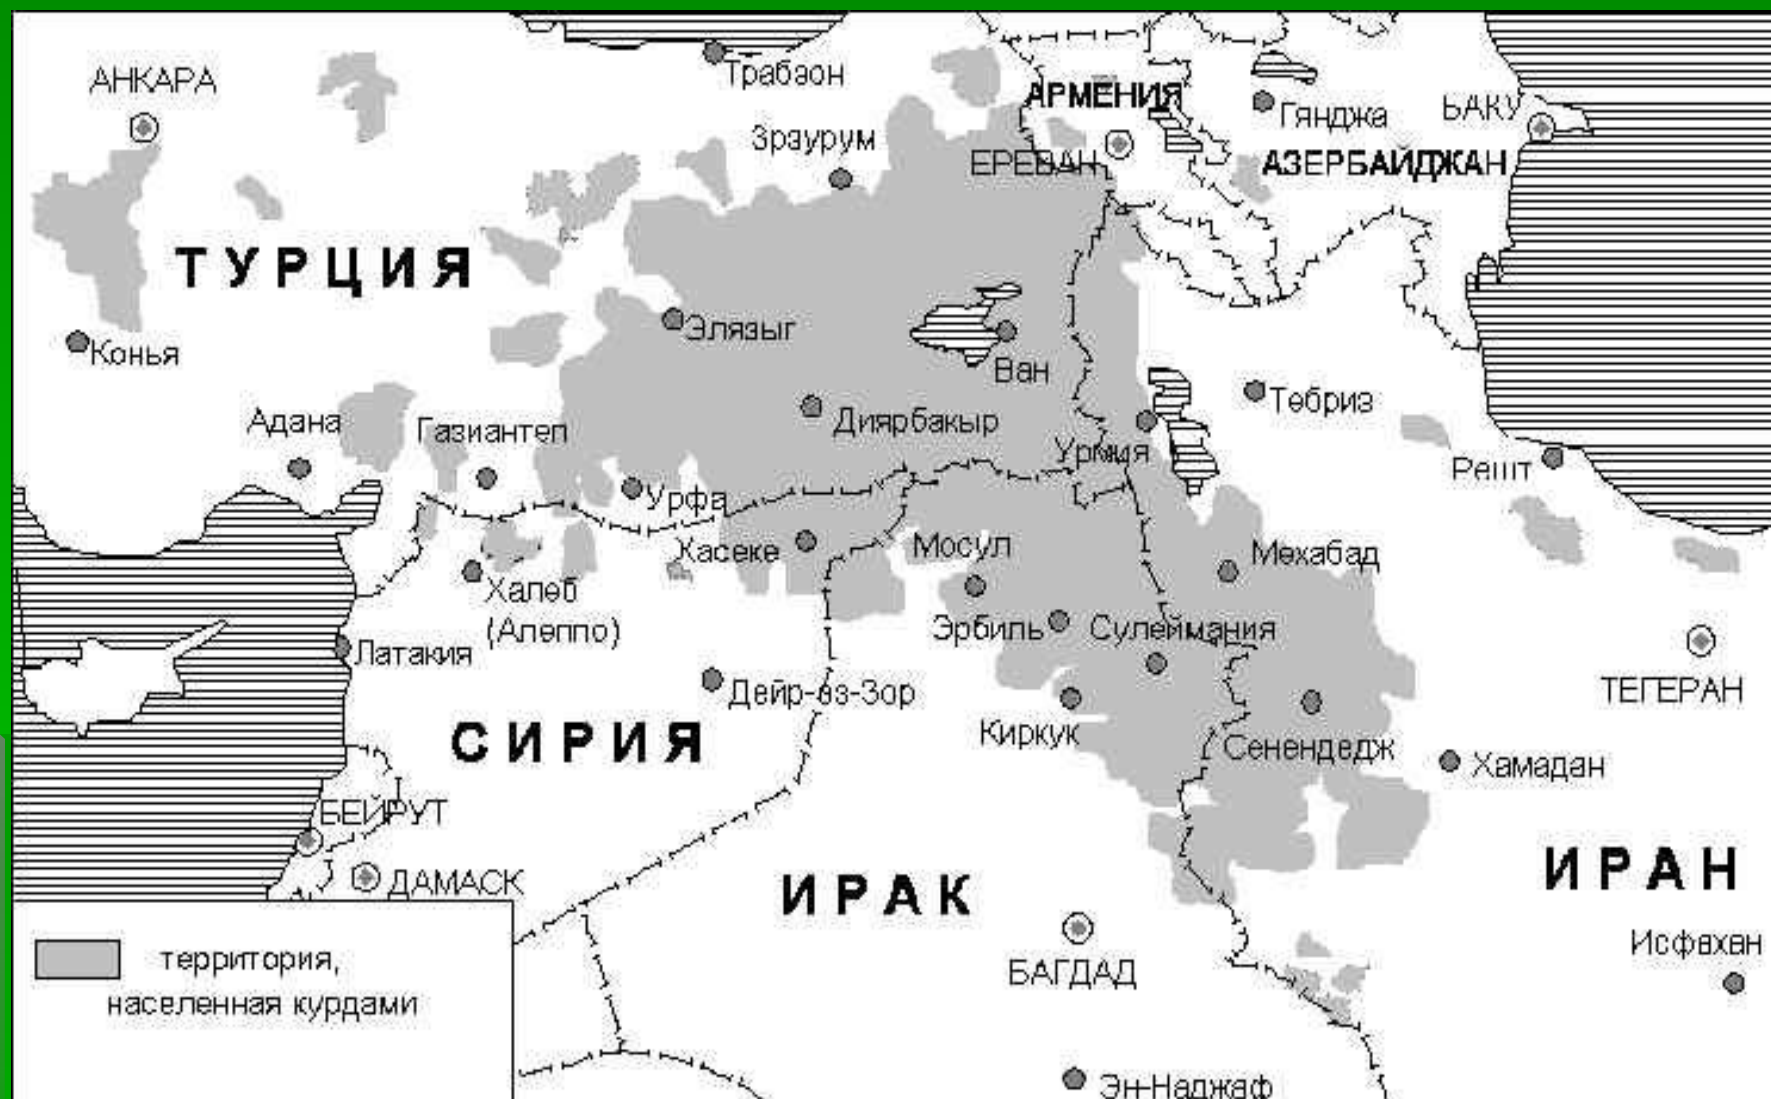 АНКАРА
Трабзон
АРМЕНИЯ
Гянджа
БАКУ
Зраурум
ЕРЕВАН
АЗЕРБАЙДЖАН
ТУРЦИЯ
Элязыг
Конья
Ван
Тебриз
Адана
Газиантеп
Диярбакыр
Урмия
Решт
Урфа
Хасеке
Мосул
Мехабад
Халеб
(Алеппо)
Эрбиль
Сулеймания
Латакия
Дейр-эз-Зор
ТЕГЕРАН
СИРИЯ
Киркук
Сенендедж
Хамадан
БЕЙРУТ
ДАМАСК
ИРАК
ИРАН
территория,
населенная курдами
БАГДАД
Исфахан
Эн-Наджаф